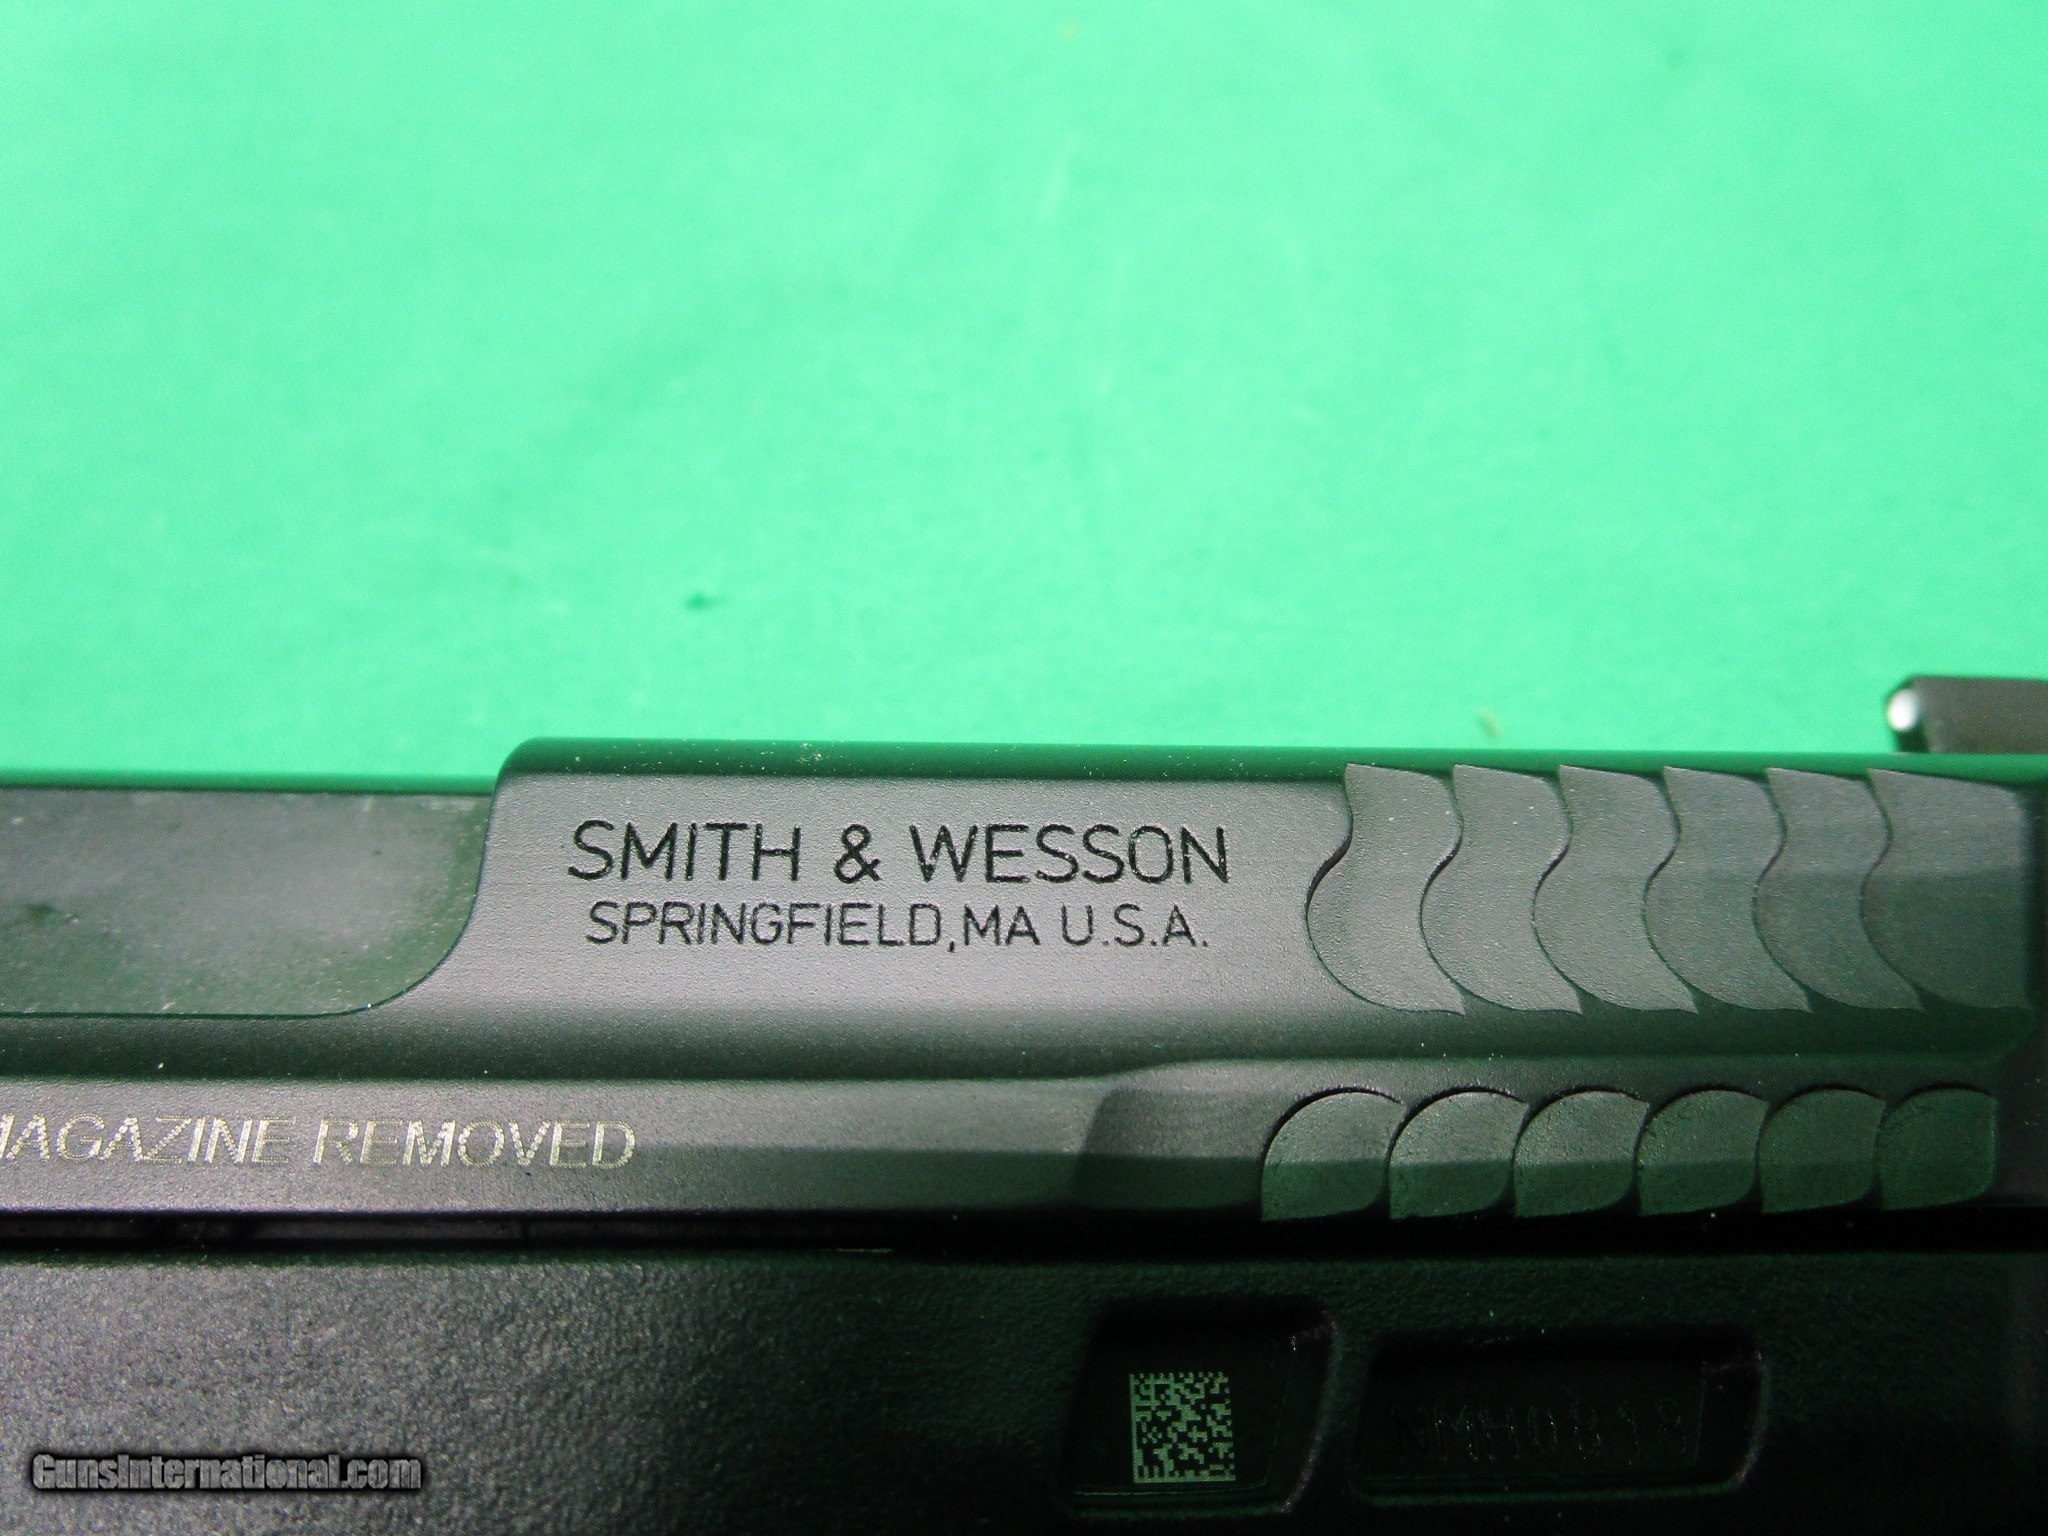 SMITH & WESSON
SPRINGFIELD, MA U.S.A.
MAGAZINE REMOVED
GunsInternational.com